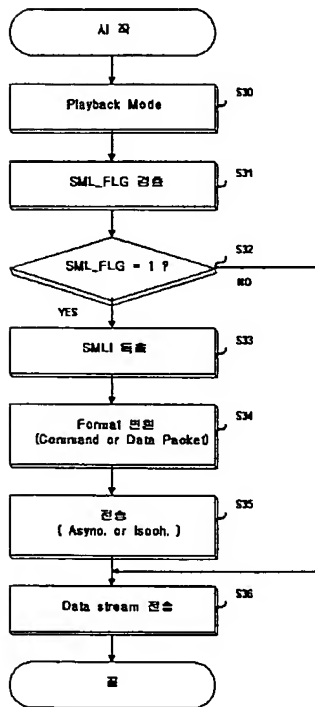 시 작
Playback Mode
S30
SML_FLG 검출
S31
SML_FLG = 1 ?
S32
NO
YES
SMLI 독출
S33
Format 변환
(Command or Data Packet)
S34
전송
( Async. or Isoch. )
S35
Data stream 전송
S36
끝